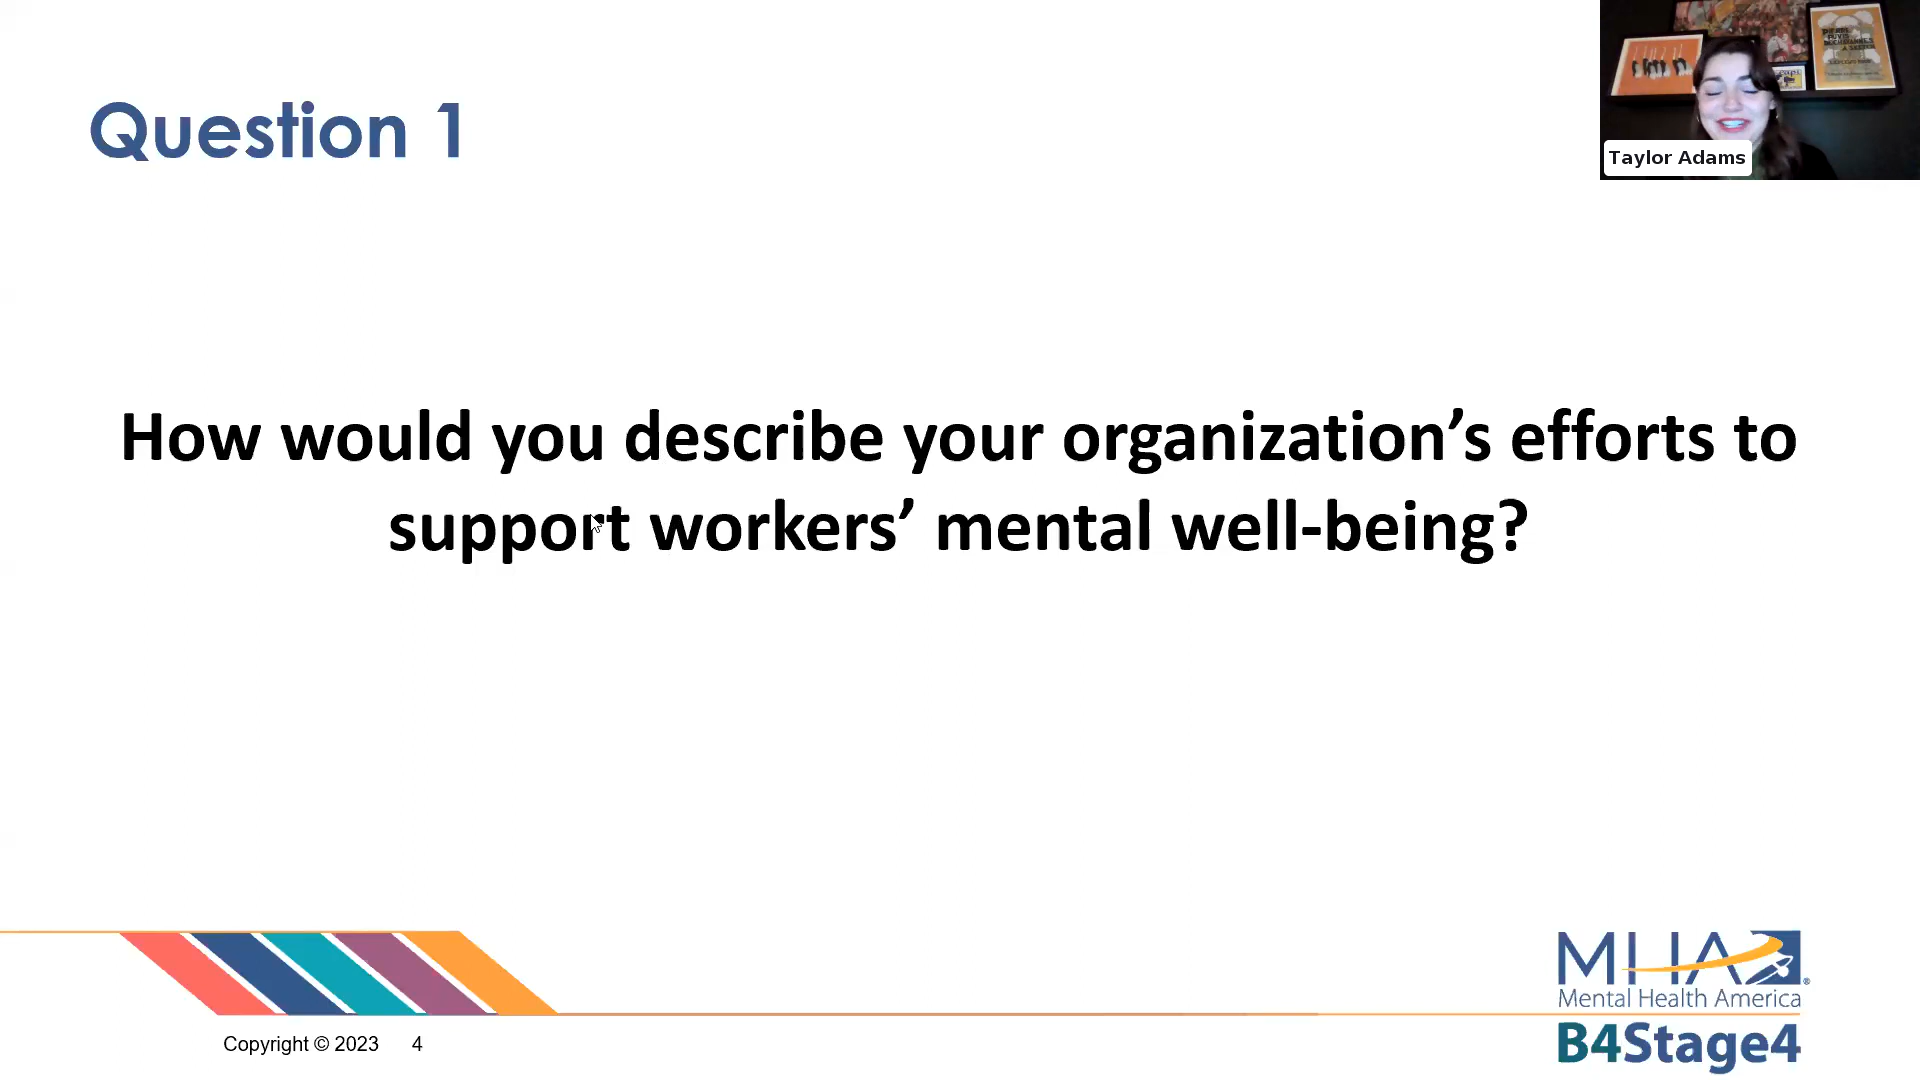 Question 1
Taylor Adams
How would you describe your organization’s efforts to
support workers’ mental well-being?
MHA®
Mental Health America
B4Stage4
Copyright © 2023 4